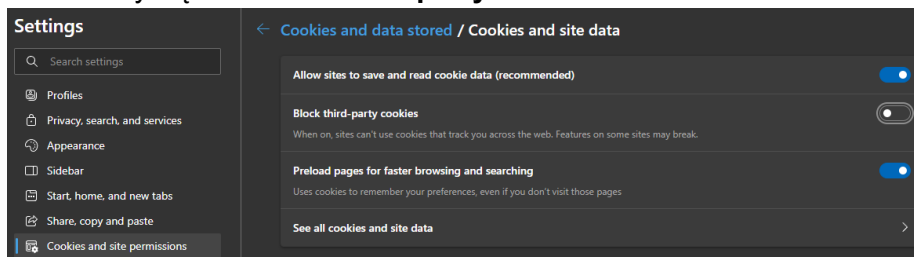 Settings
Search settings
Profiles
Privacy, search, and services
Appearance
Sidebar
Start, home, and new tabs
Share, copy and paste
Cookies and site permissions
Cookies and data stored / Cookies and site data
Allow sites to save and read cookie data (recommended)
Block third-party cookies
When on, sites can't use cookies that track you across the web. Features on some sites may break.
Preload pages for faster browsing and searching
Uses cookies to remember your preferences, even if you don't visit those pages
See all cookies and site data